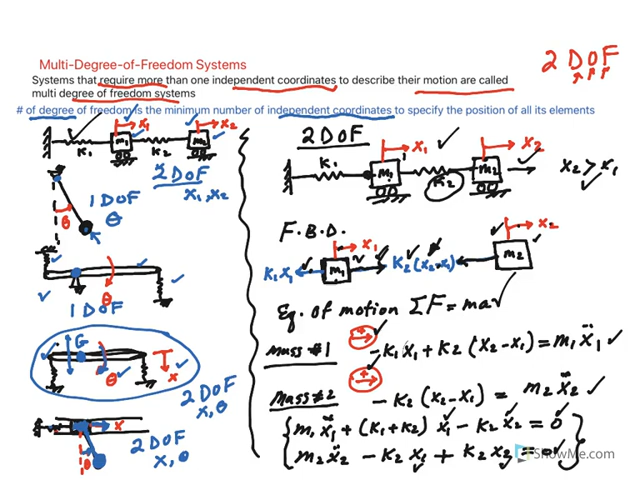 Multi-Degree-of-Freedom Systems
2 DOF
Systems that require more than one independent coordinates to describe their motion are called
multi degree of freedom systems
# of degree of freedom is the minimum number of independent coordinates to specify the position of all its elements
x₁ x₂
K₁ m₁ K₂ m₂
2 DOF
x₁, x₂
1 DOF
θ
θ
θ
1 DOF
G
θ x
2 DOF
x, θ
x
θ
2 DOF
x, θ
2 DOF
x₁ x₂
K₁ m₁ K₂ m₂
x₂ > x₁
F.B.D.
x₁ x₂
K₁x₁ m₁ K₂(x₂-x₁) m₂
Eq. of motion ΣF = ma
Mass #1 + -K₁x₁ + K₂(x₂-x₁) = m₁ẍ₁
+
Mass #2 -K₂(x₂-x₁) = m₂ẍ₂
m₁ẍ₁ + (K₁+K₂)x₁ - K₂x₂ = 0
m₂ẍ₂ - K₂x₁ + K₂x₂ = 0
ShowMe.com